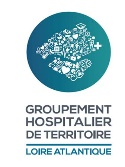 GROUPEMENT
HOSPITALIER
DE TERRITOIRE
LOIRE ATLANTIQUE